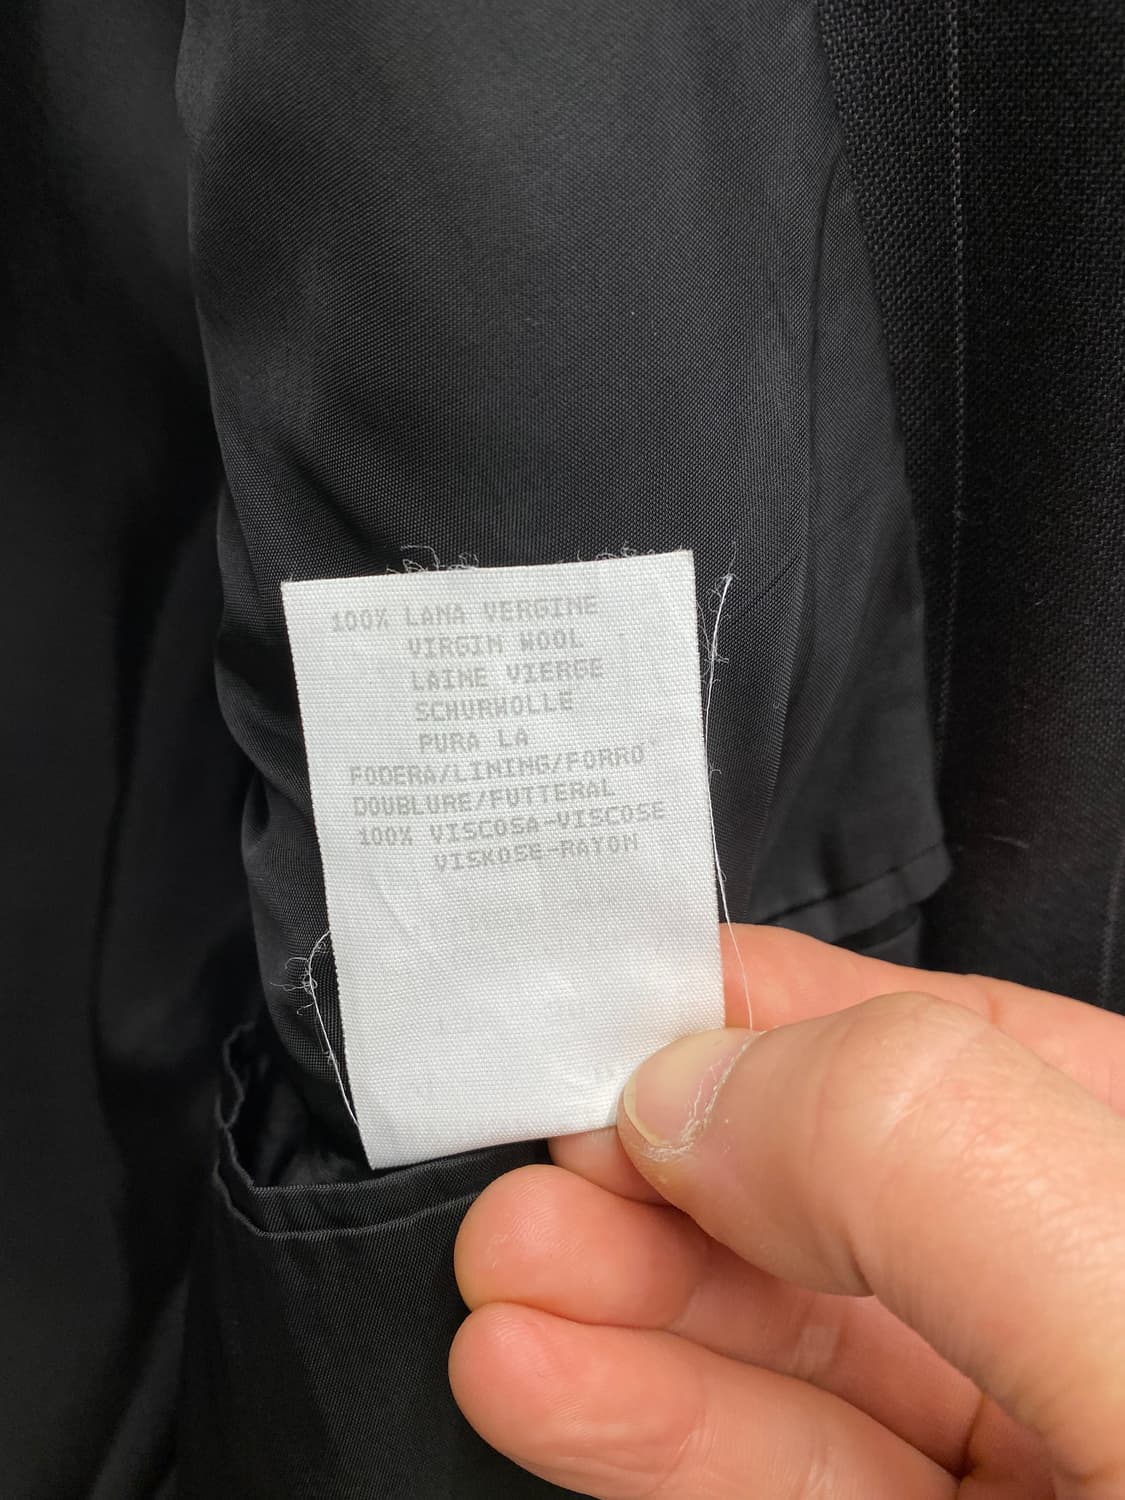 100% LANA VERGINE
VIRGIN WOOL
LAINE VIERGE
SCHURWOLLE
PURA LA
FODERA/LINING/FORRO
DOUBLURE/FUTTERAL
100% VISCOSA-VISCOSE
VISKOSE-RAYON